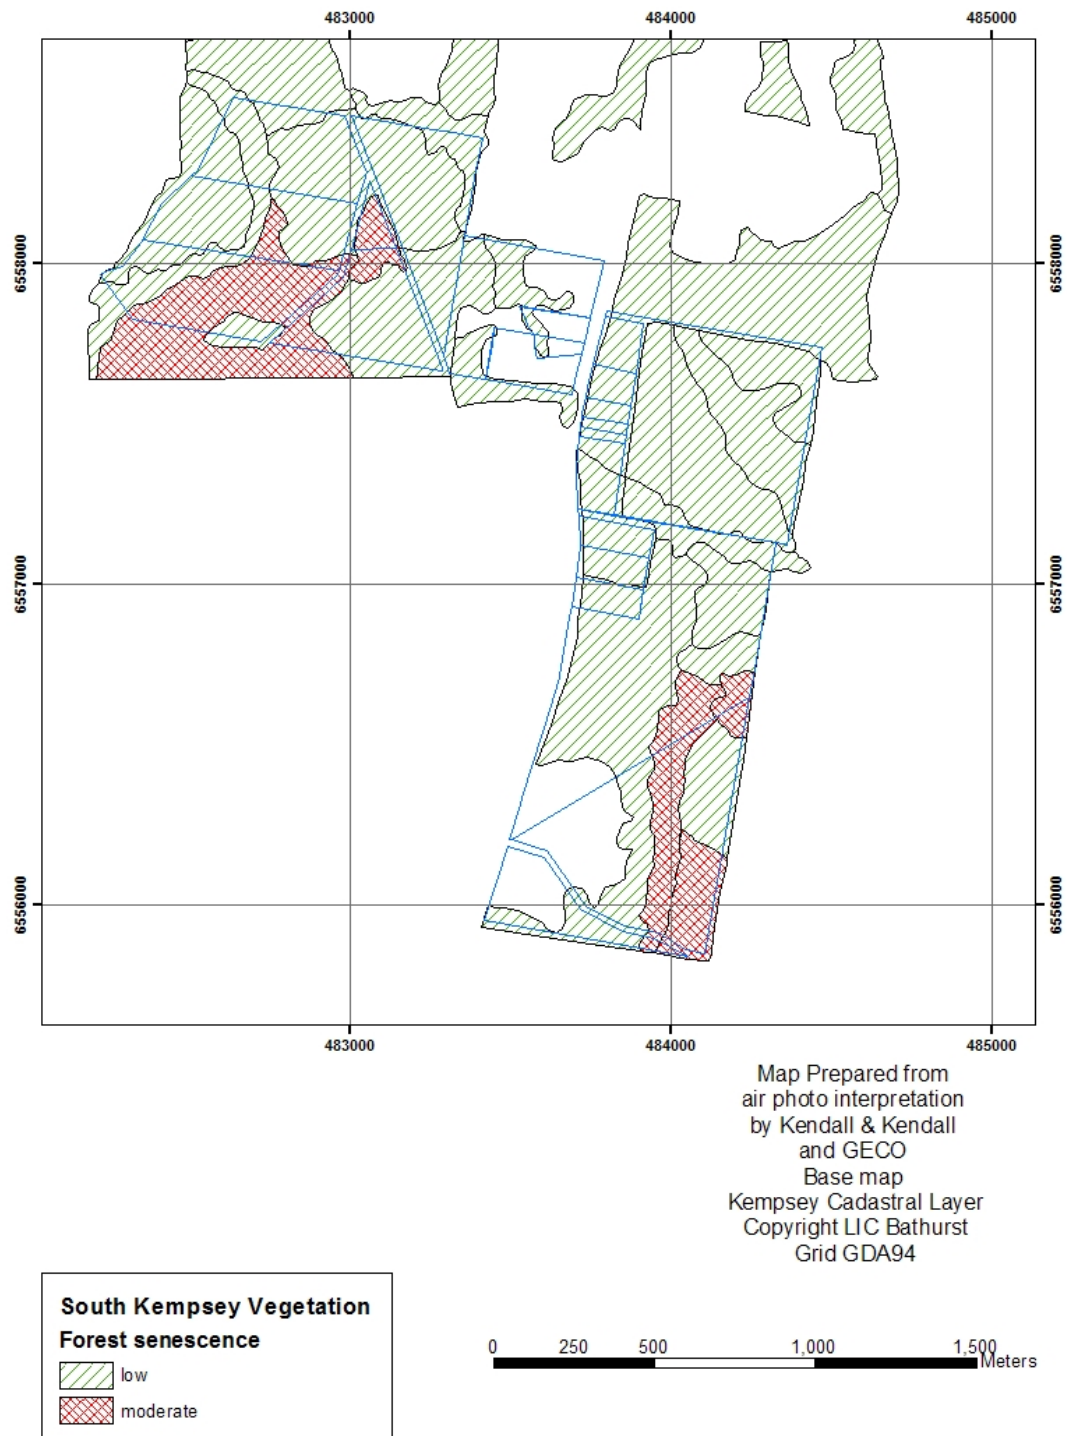 483000 484000 485000
6558000 6558000
6557000 6557000
6556000 6556000
483000 484000 485000
Map Prepared from
air photo interpretation
by Kendall & Kendall
and GECO
Base map
Kempsey Cadastral Layer
Copyright LIC Bathurst
Grid GDA94
South Kempsey Vegetation
Forest senescence
low
moderate
0 250 500 1,000 1,500
Meters